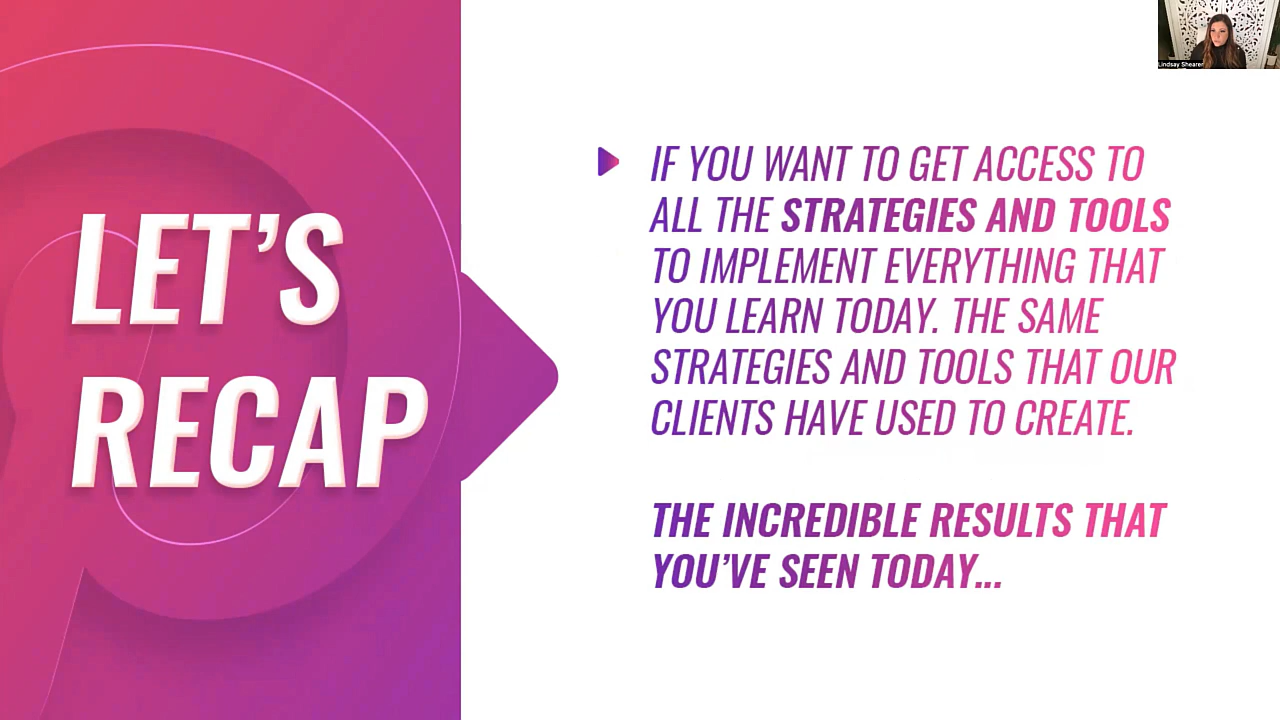 LET'S
RECAP
IF YOU WANT TO GET ACCESS TO
ALL THE STRATEGIES AND TOOLS
TO IMPLEMENT EVERYTHING THAT
YOU LEARN TODAY. THE SAME
STRATEGIES AND TOOLS THAT OUR
CLIENTS HAVE USED TO CREATE.
THE INCREDIBLE RESULTS THAT
YOU'VE SEEN TODAY...
Lindsay Shearer